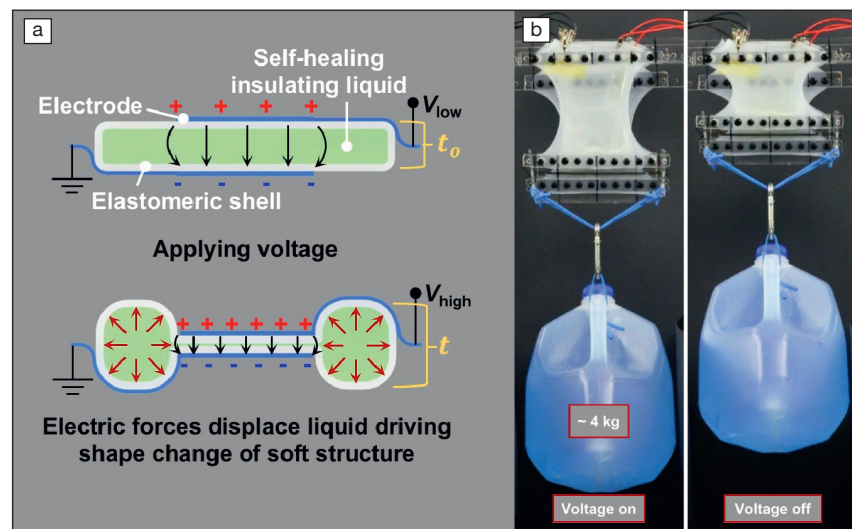 a
Self-healing
insulating liquid
Electrode
+ + + +
V_low
t_o
- - - -
Elastomeric shell
Applying voltage
V_high
+ + + + + +
t
- - - - - -
Electric forces displace liquid driving
shape change of soft structure
b
~ 4 kg
Voltage on
Voltage off